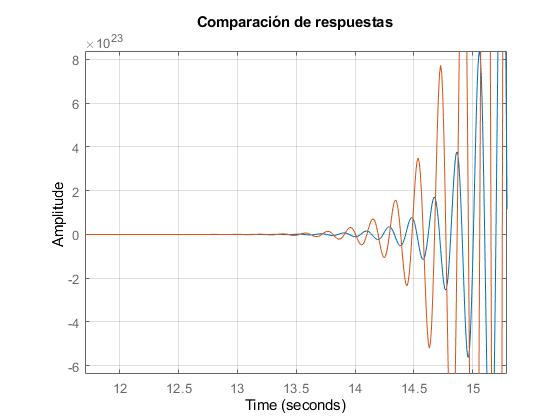 Comparación de respuestas
×10^23
8
6
4
2
0
-2
-4
-6
Amplitude
12 12.5 13 13.5 14 14.5 15
Time (seconds)